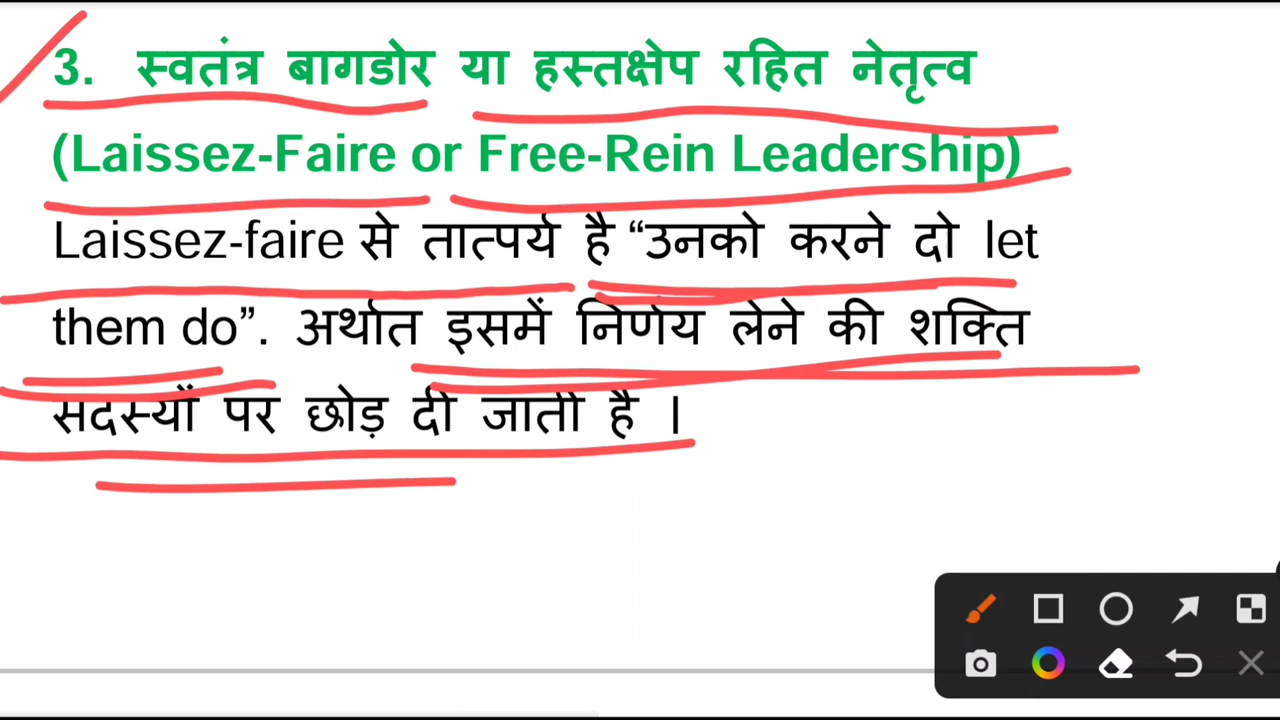 3. स्वतंत्र बागडोर या हस्तक्षेप रहित नेतृत्व
(Laissez-Faire or Free-Rein Leadership)
Laissez-faire से तात्पर्य है “उनको करने दो let
them do”. अर्थात इसमें निर्णय लेने की शक्ति
सदस्यों पर छोड़ दी जाती है ।